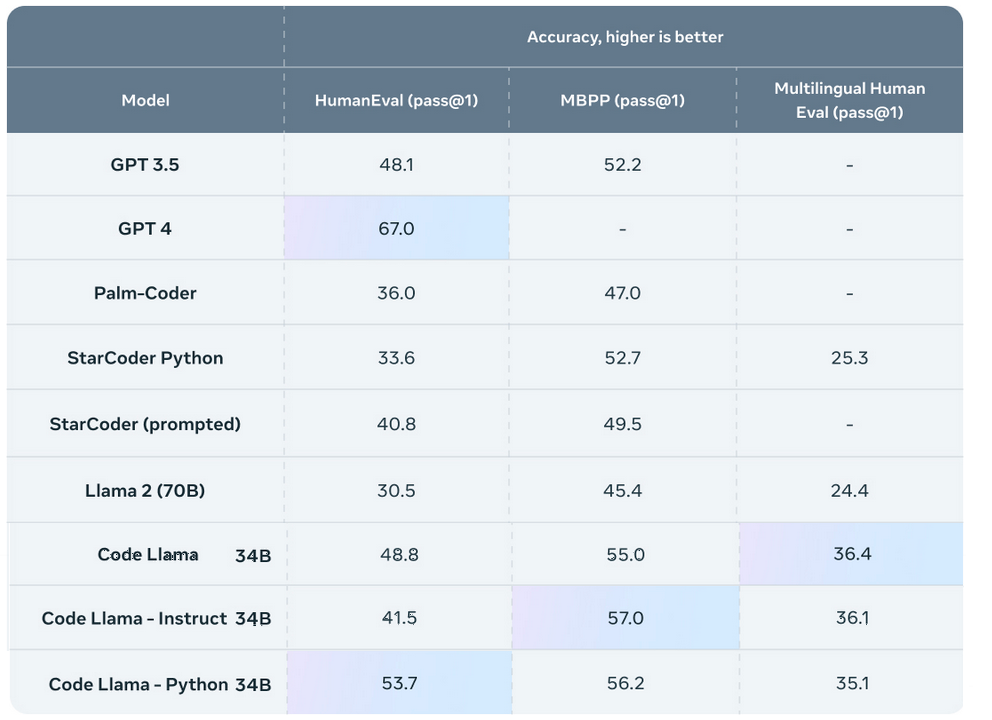 Accuracy, higher is better
Model HumanEval (pass@1) MBPP (pass@1) Multilingual Human
Eval (pass@1)
GPT 3.5 48.1 52.2 -
GPT 4 67.0 - -
Palm-Coder 36.0 47.0 -
StarCoder Python 33.6 52.7 25.3
StarCoder (prompted) 40.8 49.5 -
Llama 2 (70B) 30.5 45.4 24.4
Code Llama 34B 48.8 55.0 36.4
Code Llama - Instruct 34B 41.5 57.0 36.1
Code Llama - Python 34B 53.7 56.2 35.1